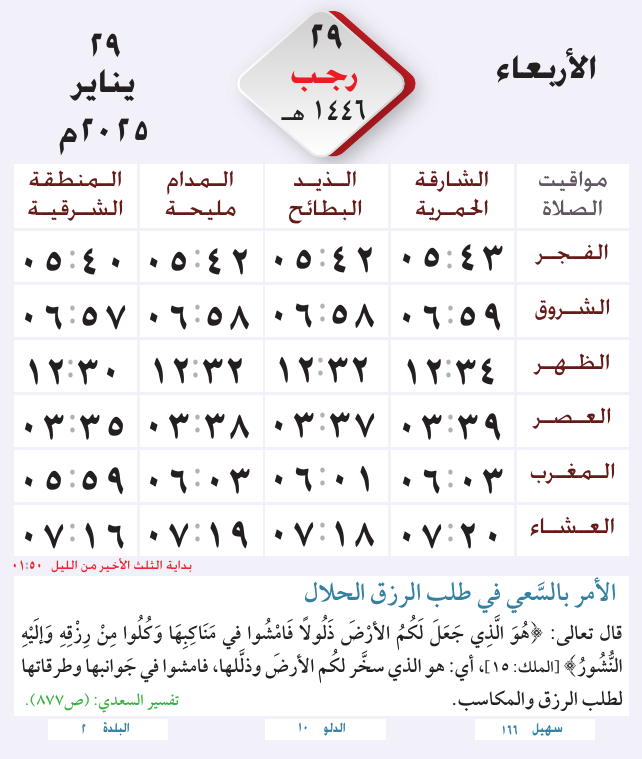 الأربعاء
٢٩
رجب
١٤٤٦ هـ
٢٩
يناير
٢٠٢٥م
مواقيت الصلاة الشارقة الحمرية الذيد البطائح المدام مليحة المنطقة الشرقية
الفجر ٠٥:٤٣ ٠٥:٤٢ ٠٥:٤٢ ٠٥:٤٠
الشروق ٠٦:٥٩ ٠٦:٥٨ ٠٦:٥٨ ٠٦:٥٧
الظهر ١٢:٣٤ ١٢:٣٢ ١٢:٣٢ ١٢:٣٠
العصر ٠٣:٣٩ ٠٣:٣٧ ٠٣:٣٨ ٠٣:٣٥
المغرب ٠٦:٠٣ ٠٦:٠١ ٠٦:٠٣ ٠٥:٥٩
العشاء ٠٧:٢٠ ٠٧:١٨ ٠٧:١٩ ٠٧:١٦
بداية الثلث الأخير من الليل ٠١:٥٠
الأمر بالسَّعي في طلب الرزق الحلال
قال تعالى: ﴿هُوَ الَّذِي جَعَلَ لَكُمُ الأَرْضَ ذَلُولًا فَامْشُوا في مَنَاكِبِهَا وَكُلُوا مِنْ رِزْقِهِ وَإِلَيْهِ
النُّشُورُ﴾ [الملك: ١٥]، أي: هو الذي سخَّر لكُم الأرضَ وذلَّلها، فامشوا في جَوانبها وطرقاتها
لطلب الرزق والمكاسب. تفسير السعدي: (ص٨٧٧).
سهيل ١٦٦ الدلو ١٠ البلدة ٢